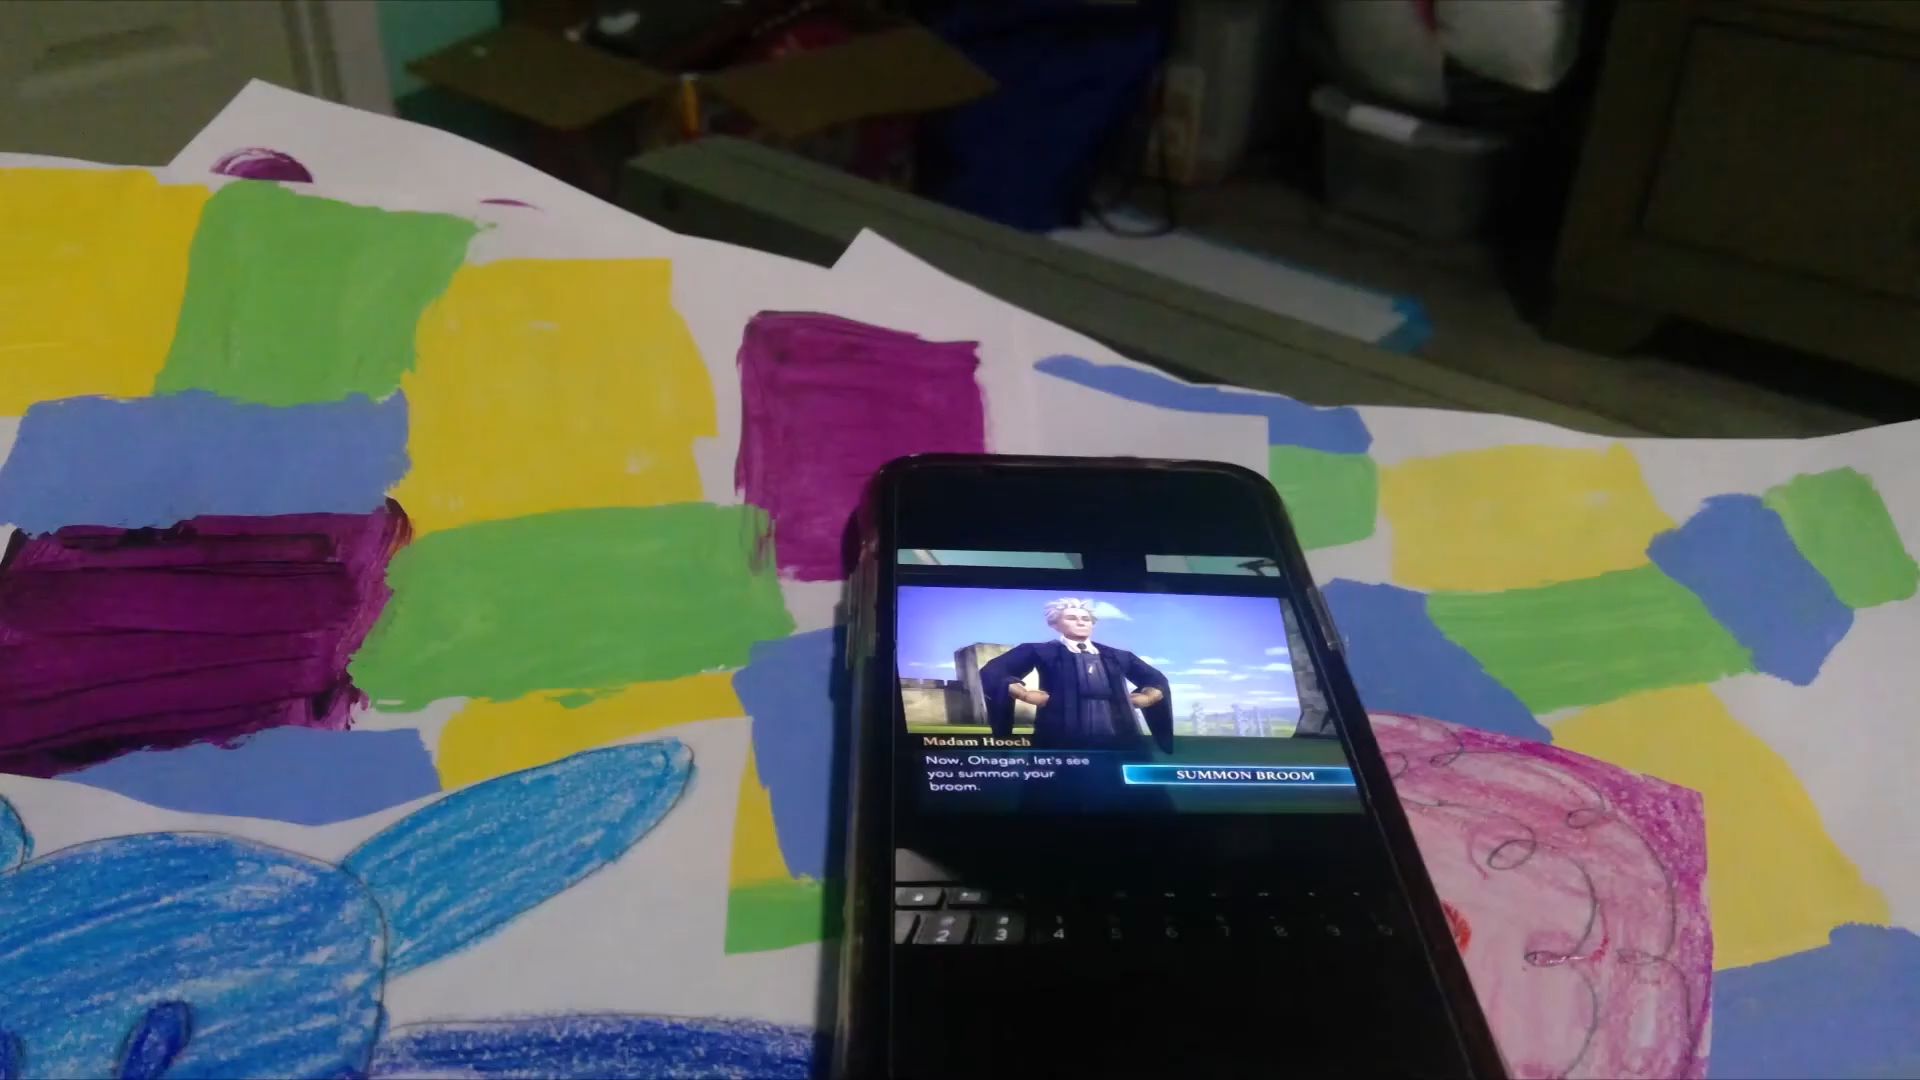 Madam Hooch
Now, Ohagan, let's see
you summon your
broom.
SUMMON BROOM
2 3 4 5 6 7 8 9 0